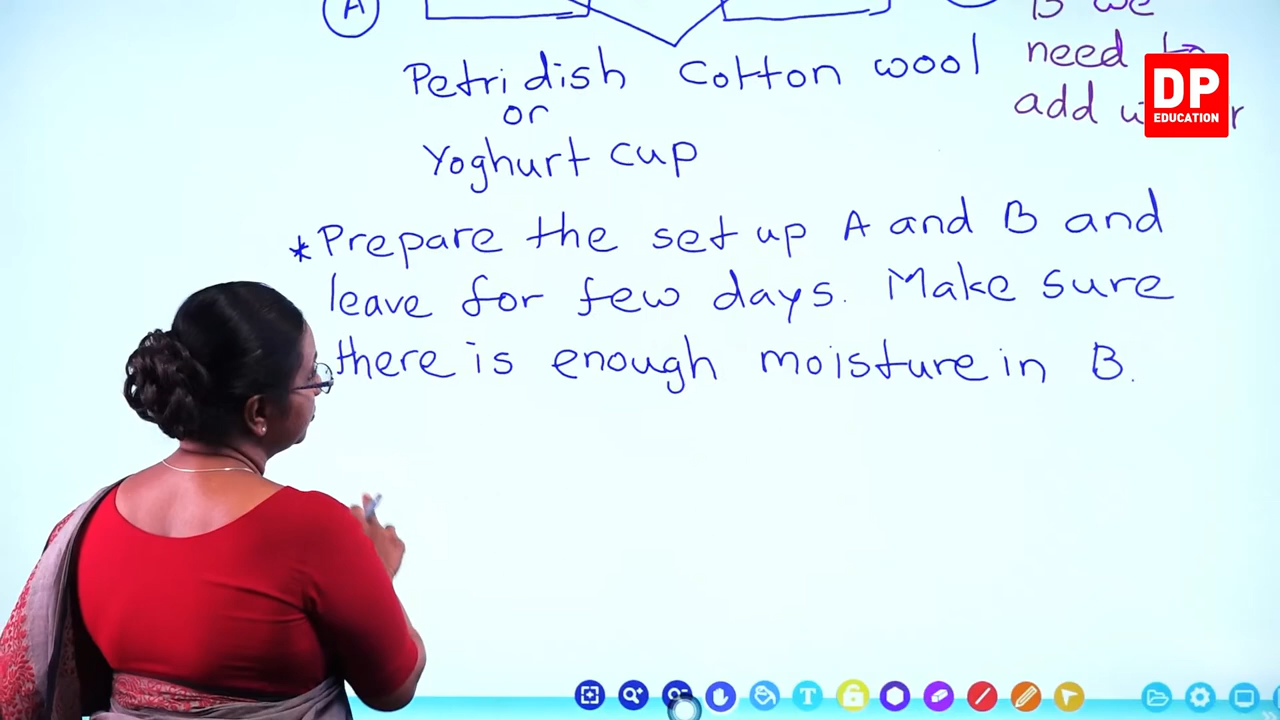 A
B we
Petri dish Cotton wool
need to
or
add
Yoghurt cup
*Prepare the set up A and B and
leave for few days. Make sure
there is enough moisture in B.
DP
EDUCATION
T